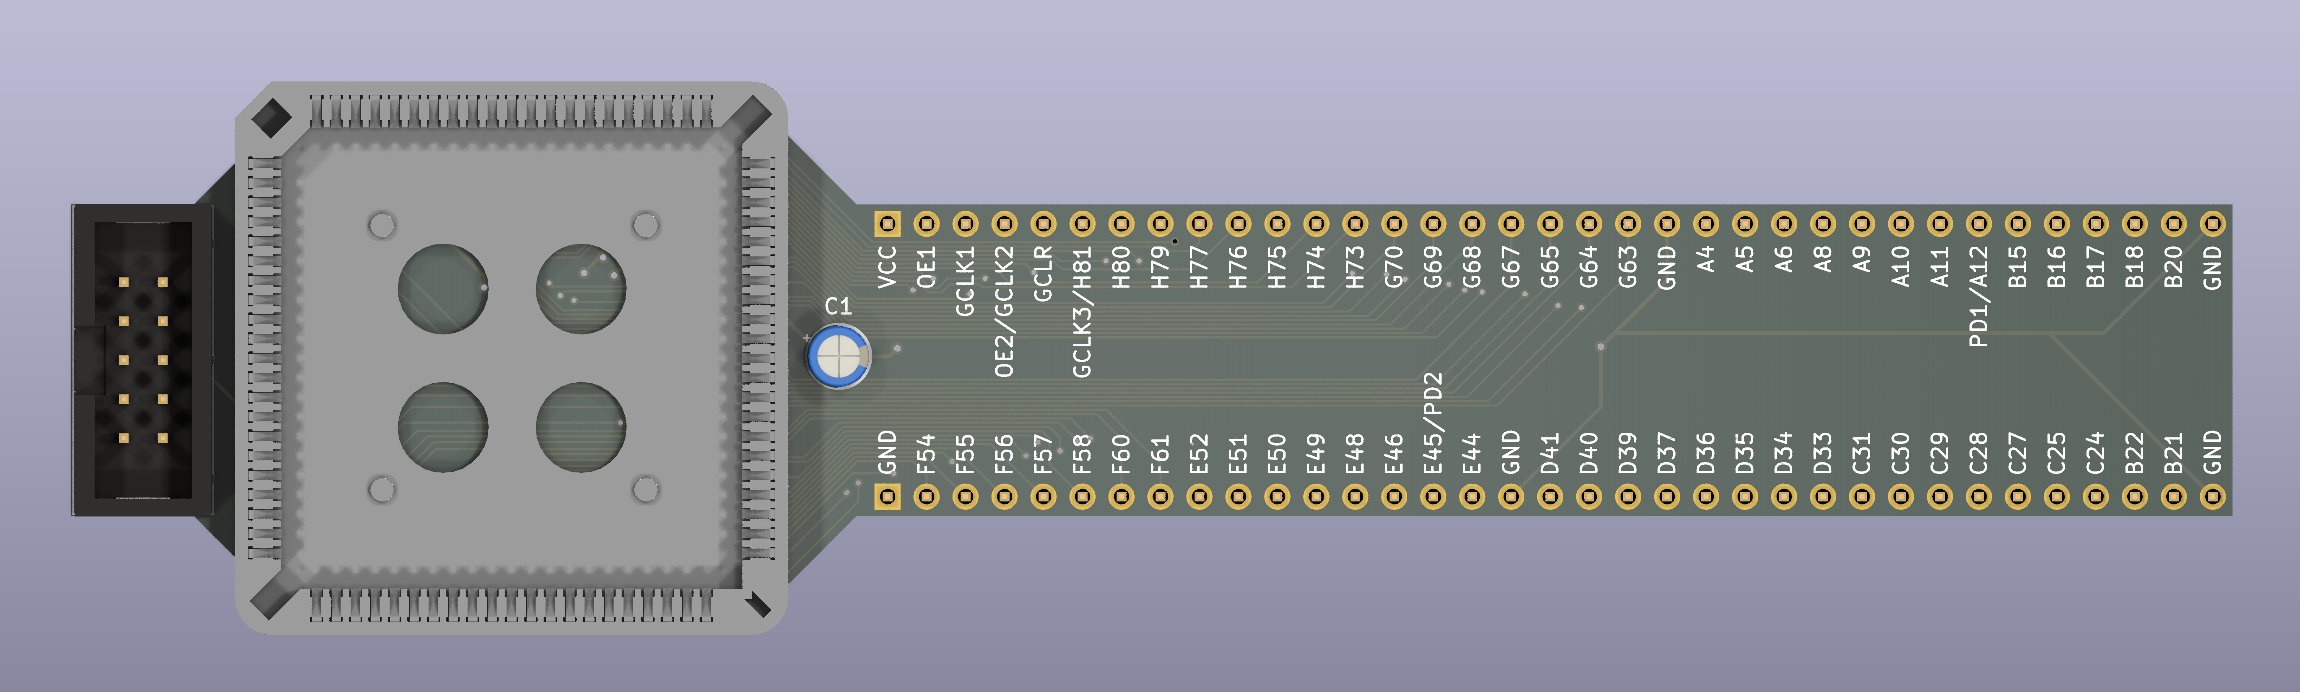 VCC
OE1
GCLK1
OE2/GCLK2
GCLR
GCLK3/H81
H80
H79
H77
H76
H75
H74
H73
G70
G69
G68
G67
G65
G64
G63
GND
A4
A5
A6
A8
A9
A10
A11
PD1/A12
B15
B16
B17
B18
B20
GND
C1
+
GND
F54
F55
F56
F57
F58
F60
F61
E52
E51
E50
E49
E48
E46
E45/PD2
E44
GND
D41
D40
D39
D37
D36
D35
D34
D33
C31
C30
C29
C28
C27
C25
C24
B22
B21
GND